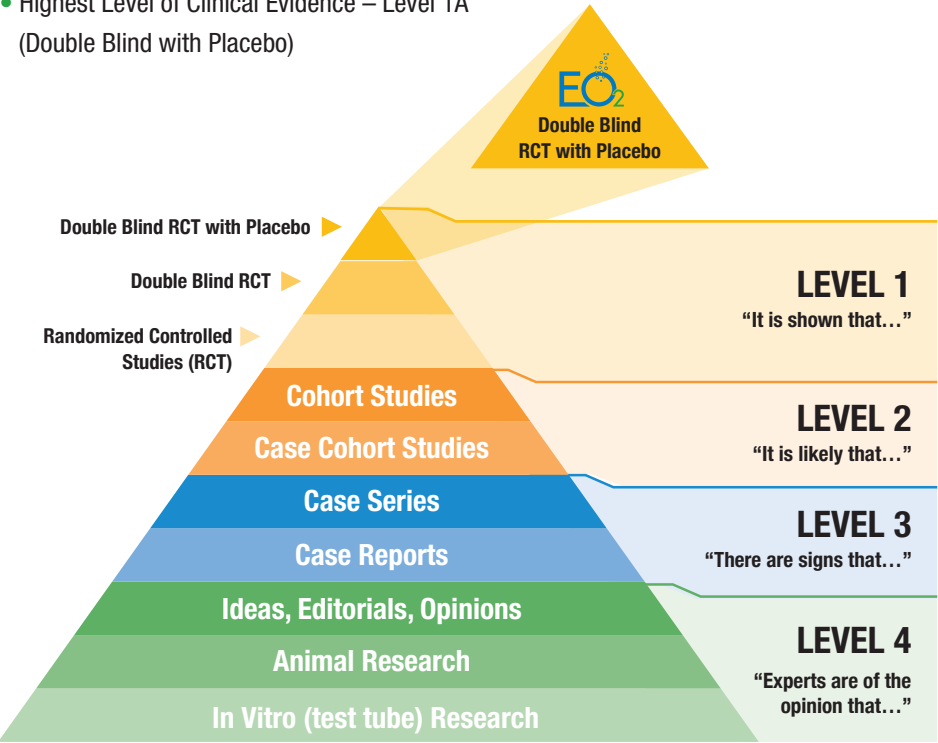 • Highest Level of Clinical Evidence – Level 1A
(Double Blind with Placebo)
EO2
Double Blind
RCT with Placebo
Double Blind RCT with Placebo
Double Blind RCT
Randomized Controlled
Studies (RCT)
LEVEL 1
“It is shown that…”
Cohort Studies
Case Cohort Studies
LEVEL 2
“It is likely that…”
Case Series
Case Reports
LEVEL 3
“There are signs that…”
Ideas, Editorials, Opinions
Animal Research
In Vitro (test tube) Research
LEVEL 4
“Experts are of the
opinion that…”